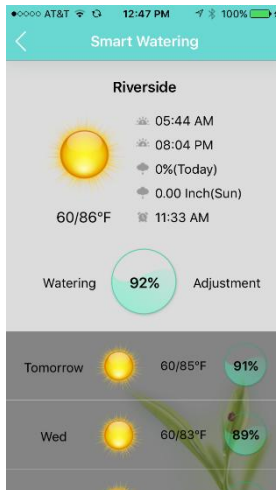 AT&T 12:47 PM 100%
Smart Watering
Riverside
05:44 AM
08:04 PM
0%(Today)
0.00 Inch(Sun)
60/86°F 11:33 AM
Watering 92% Adjustment
Tomorrow 60/85°F 91%
Wed 60/83°F 89%